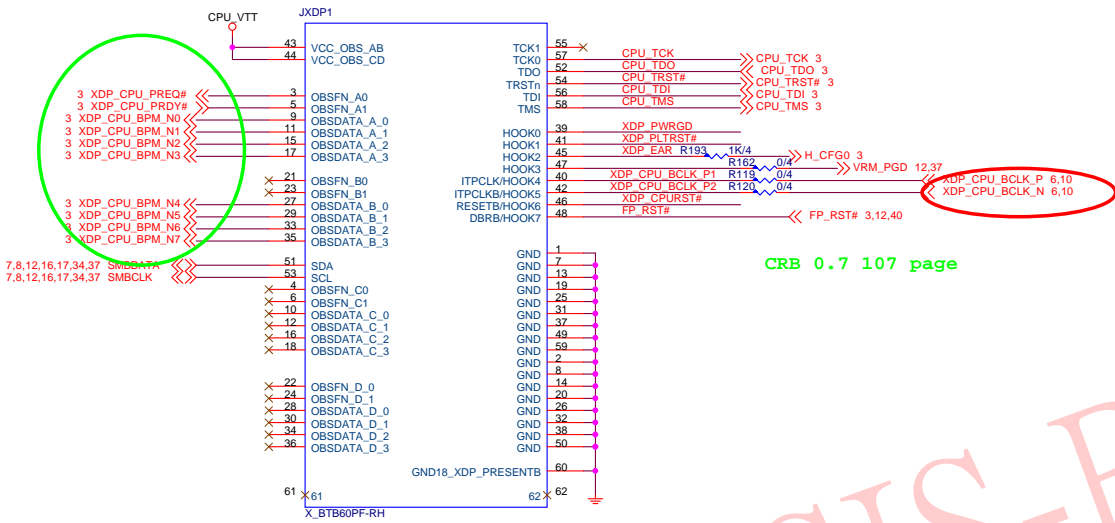 CPU_VTT
JXDP1
43 VCC_OBS_AB
44 VCC_OBS_CD
3 XDP_CPU_PREQ# 3 OBSFN_A0
3 XDP_CPU_PRDY# 5 OBSFN_A1
3 XDP_CPU_BPM_N0 9 OBSDATA_A_0
3 XDP_CPU_BPM_N1 11 OBSDATA_A_1
3 XDP_CPU_BPM_N2 15 OBSDATA_A_2
3 XDP_CPU_BPM_N3 17 OBSDATA_A_3
21 OBSFN_B0
23 OBSFN_B1
3 XDP_CPU_BPM_N4 27 OBSDATA_B_0
3 XDP_CPU_BPM_N5 29 OBSDATA_B_1
3 XDP_CPU_BPM_N6 33 OBSDATA_B_2
3 XDP_CPU_BPM_N7 35 OBSDATA_B_3
7,8,12,16,17,34,37 SMBDATA 51 SDA
7,8,12,16,17,34,37 SMBCLK 53 SCL
4 OBSFN_C0
6 OBSFN_C1
10 OBSDATA_C_0
12 OBSDATA_C_1
16 OBSDATA_C_2
18 OBSDATA_C_3
22 OBSFN_D_0
24 OBSFN_D_1
28 OBSDATA_D_0
30 OBSDATA_D_1
34 OBSDATA_D_2
36 OBSDATA_D_3
61 61
X_BTB60PF-RH
TCK1 55
TCK0 57 CPU_TCK CPU_TCK 3
TDO 52 CPU_TDO CPU_TDO 3
TRSTn 54 CPU_TRST# CPU_TRST# 3
TDI 56 CPU_TDI CPU_TDI 3
TMS 58 CPU_TMS CPU_TMS 3
HOOK0 39 XDP_PWRGD
HOOK1 41 XDP_PLTRST#
HOOK2 45 XDP_EAR R193 1K/4 H_CFG0 3
HOOK3 47 R162 0/4 VRM_PGD 12,37
ITPCLK/HOOK4 40 XDP_CPU_BCLK_P1 R119 0/4 XDP_CPU_BCLK_P 6,10
ITPCLKB/HOOK5 42 XDP_CPU_BCLK_P2 R120 0/4 XDP_CPU_BCLK_N 6,10
RESETB/HOOK6 46 XDP_CPURST#
DBRB/HOOK7 48 FP_RST# FP_RST# 3,12,40
GND 1
GND 7
GND 13
GND 19
GND 25
GND 31
GND 37
GND 49
GND 59
GND 2
GND 8
GND 14
GND 20
GND 26
GND 32
GND 38
GND 50
GND18_XDP_PRESENTB 60
62 62
CRB 0.7 107 page